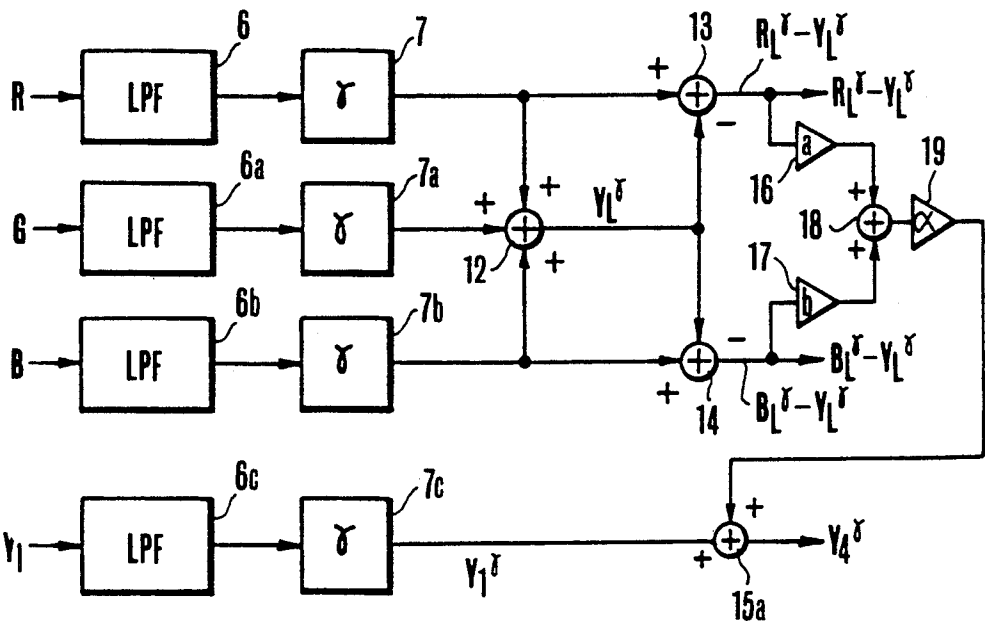 6
7
13
R_L^γ−Y_L^γ
R
LPF
γ
+
+
R_L^γ−Y_L^γ
−
a
16
19
6a
7a
+
+
Y_L^γ
+
18
+
∝
G
LPF
γ
+
12
+
17
b
6b
7b
−
B
LPF
γ
+
+
14
B_L^γ−Y_L^γ
B_L^γ−Y_L^γ
6c
7c
+
Y_1
LPF
γ
Y_1^γ
+
+
15a
Y_4^γ